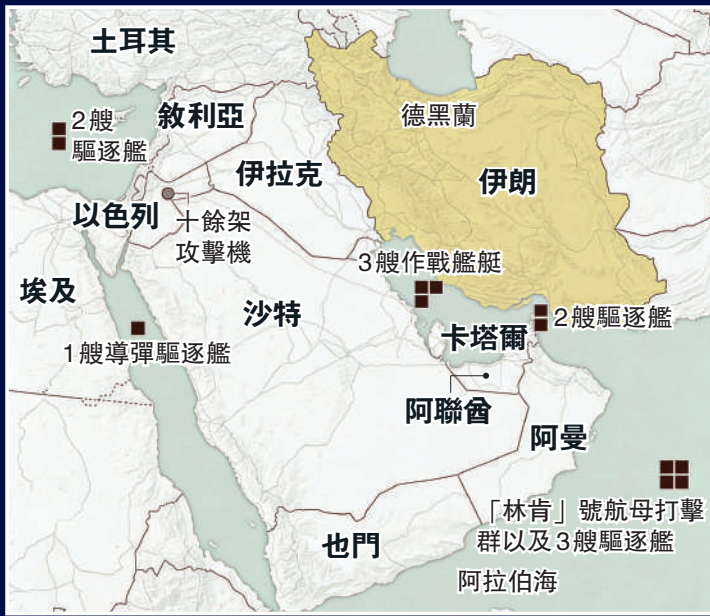 土耳其
德黑蘭
2艘
驅逐艦
敘利亞
伊拉克
伊朗
以色列
十餘架
攻擊機
3艘作戰艦艇
埃及
沙特
2艘驅逐艦
1艘導彈驅逐艦
卡塔爾
阿聯酋
阿曼
「林肯」號航母打擊
群以及3艘驅逐艦
也門
阿拉伯海